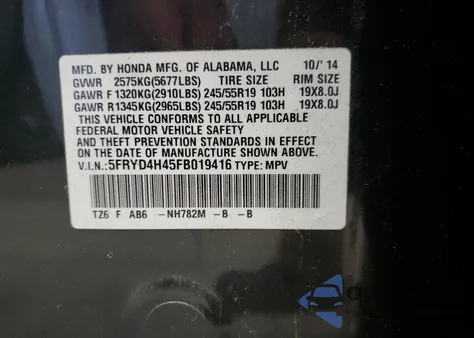 MFD. BY HONDA MFG. OF ALABAMA, LLC 10/'14
GVWR 2575KG(5677LBS) TIRE SIZE RIM SIZE
GAWR F1320KG(2910LBS) 245/55R19 103H 19X8.0J
GAWR R1345KG(2965LBS) 245/55R19 103H 19X8.0J
THIS VEHICLE CONFORMS TO ALL APPLICABLE
FEDERAL MOTOR VEHICLE SAFETY
AND THEFT PREVENTION STANDARDS IN EFFECT
ON THE DATE OF MANUFACTURE SHOWN ABOVE.
V.I.N.:5FRYD4H45FB019416 TYPE: MPV
TZ6 F AB6 -NH782M -B -B